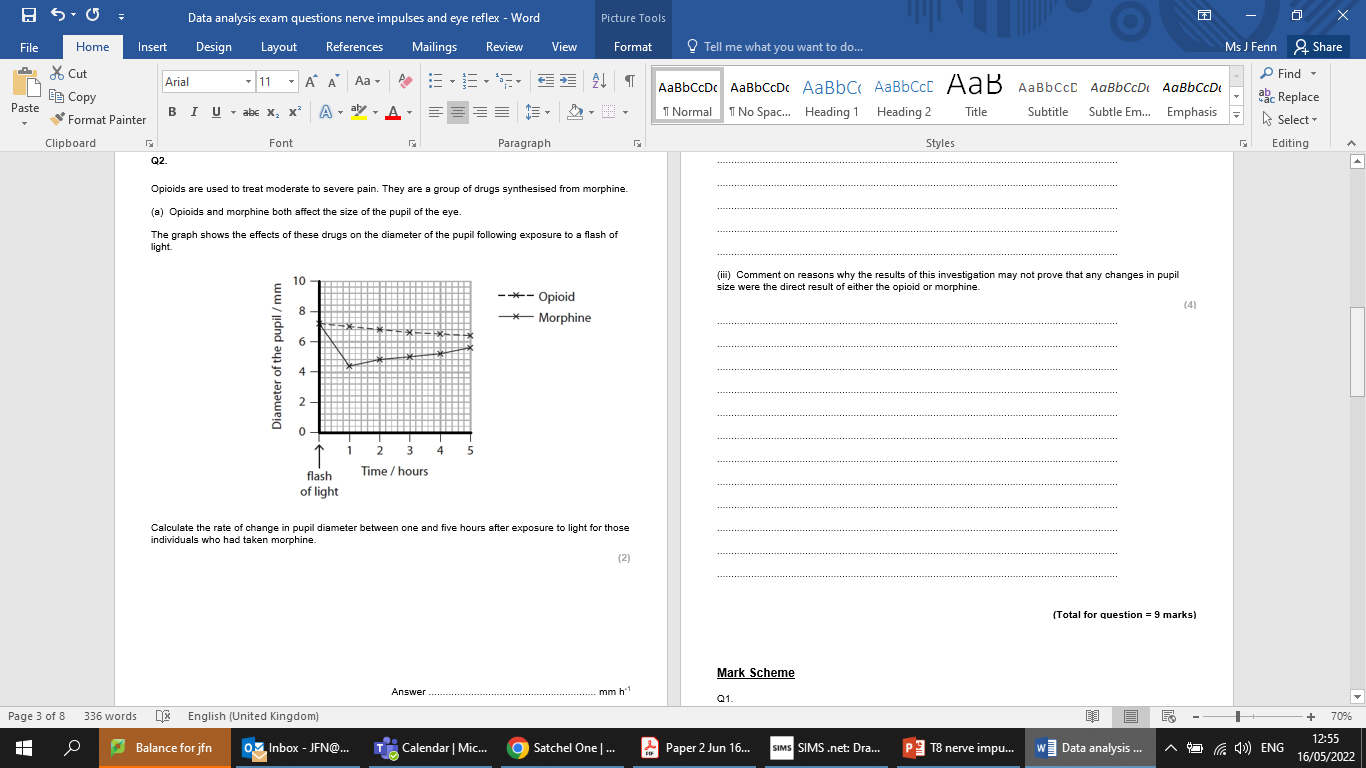 Data analysis exam questions nerve impulses and eye reflex - Word
Picture Tools
File Home Insert Design Layout References Mailings Review View Format Tell me what you want to do... Ms J Fenn Share
Paste
Cut
Copy
Format Painter
Clipboard
Arial 11
Font
Paragraph
AaBbCcDc AaBbCcDc AaBbC( AaBbCcD AaB AaBbCcD AaBbCcDc AaBbCcDc
¶ Normal ¶ No Spac... Heading 1 Heading 2 Title Subtitle Subtle Em... Emphasis
Styles
Find
Replace
Select
Editing
Q2.
Opioids are used to treat moderate to severe pain. They are a group of drugs synthesised from morphine.
(a) Opioids and morphine both affect the size of the pupil of the eye.
The graph shows the effects of these drugs on the diameter of the pupil following exposure to a flash of
light.
Diameter of the pupil / mm
10
8
6
4
2
0
1 2 3 4 5
Time / hours
flash
of light
Opioid
Morphine
Calculate the rate of change in pupil diameter between one and five hours after exposure to light for those
individuals who had taken morphine.
(2)
Answer ............................................................ mm h-1
(iii) Comment on reasons why the results of this investigation may not prove that any changes in pupil
size were the direct result of either the opioid or morphine.
(4)
(Total for question = 9 marks)
Mark Scheme
Q1.
Page 3 of 8 336 words English (United Kingdom) 70%
Balance for jfn Inbox - JFN@... Calendar | Mic... Satchel One | ... Paper 2 Jun 16... SIMS .net: Dra... T8 nerve impu... Data analysis ... ENG 12:55
16/05/2022